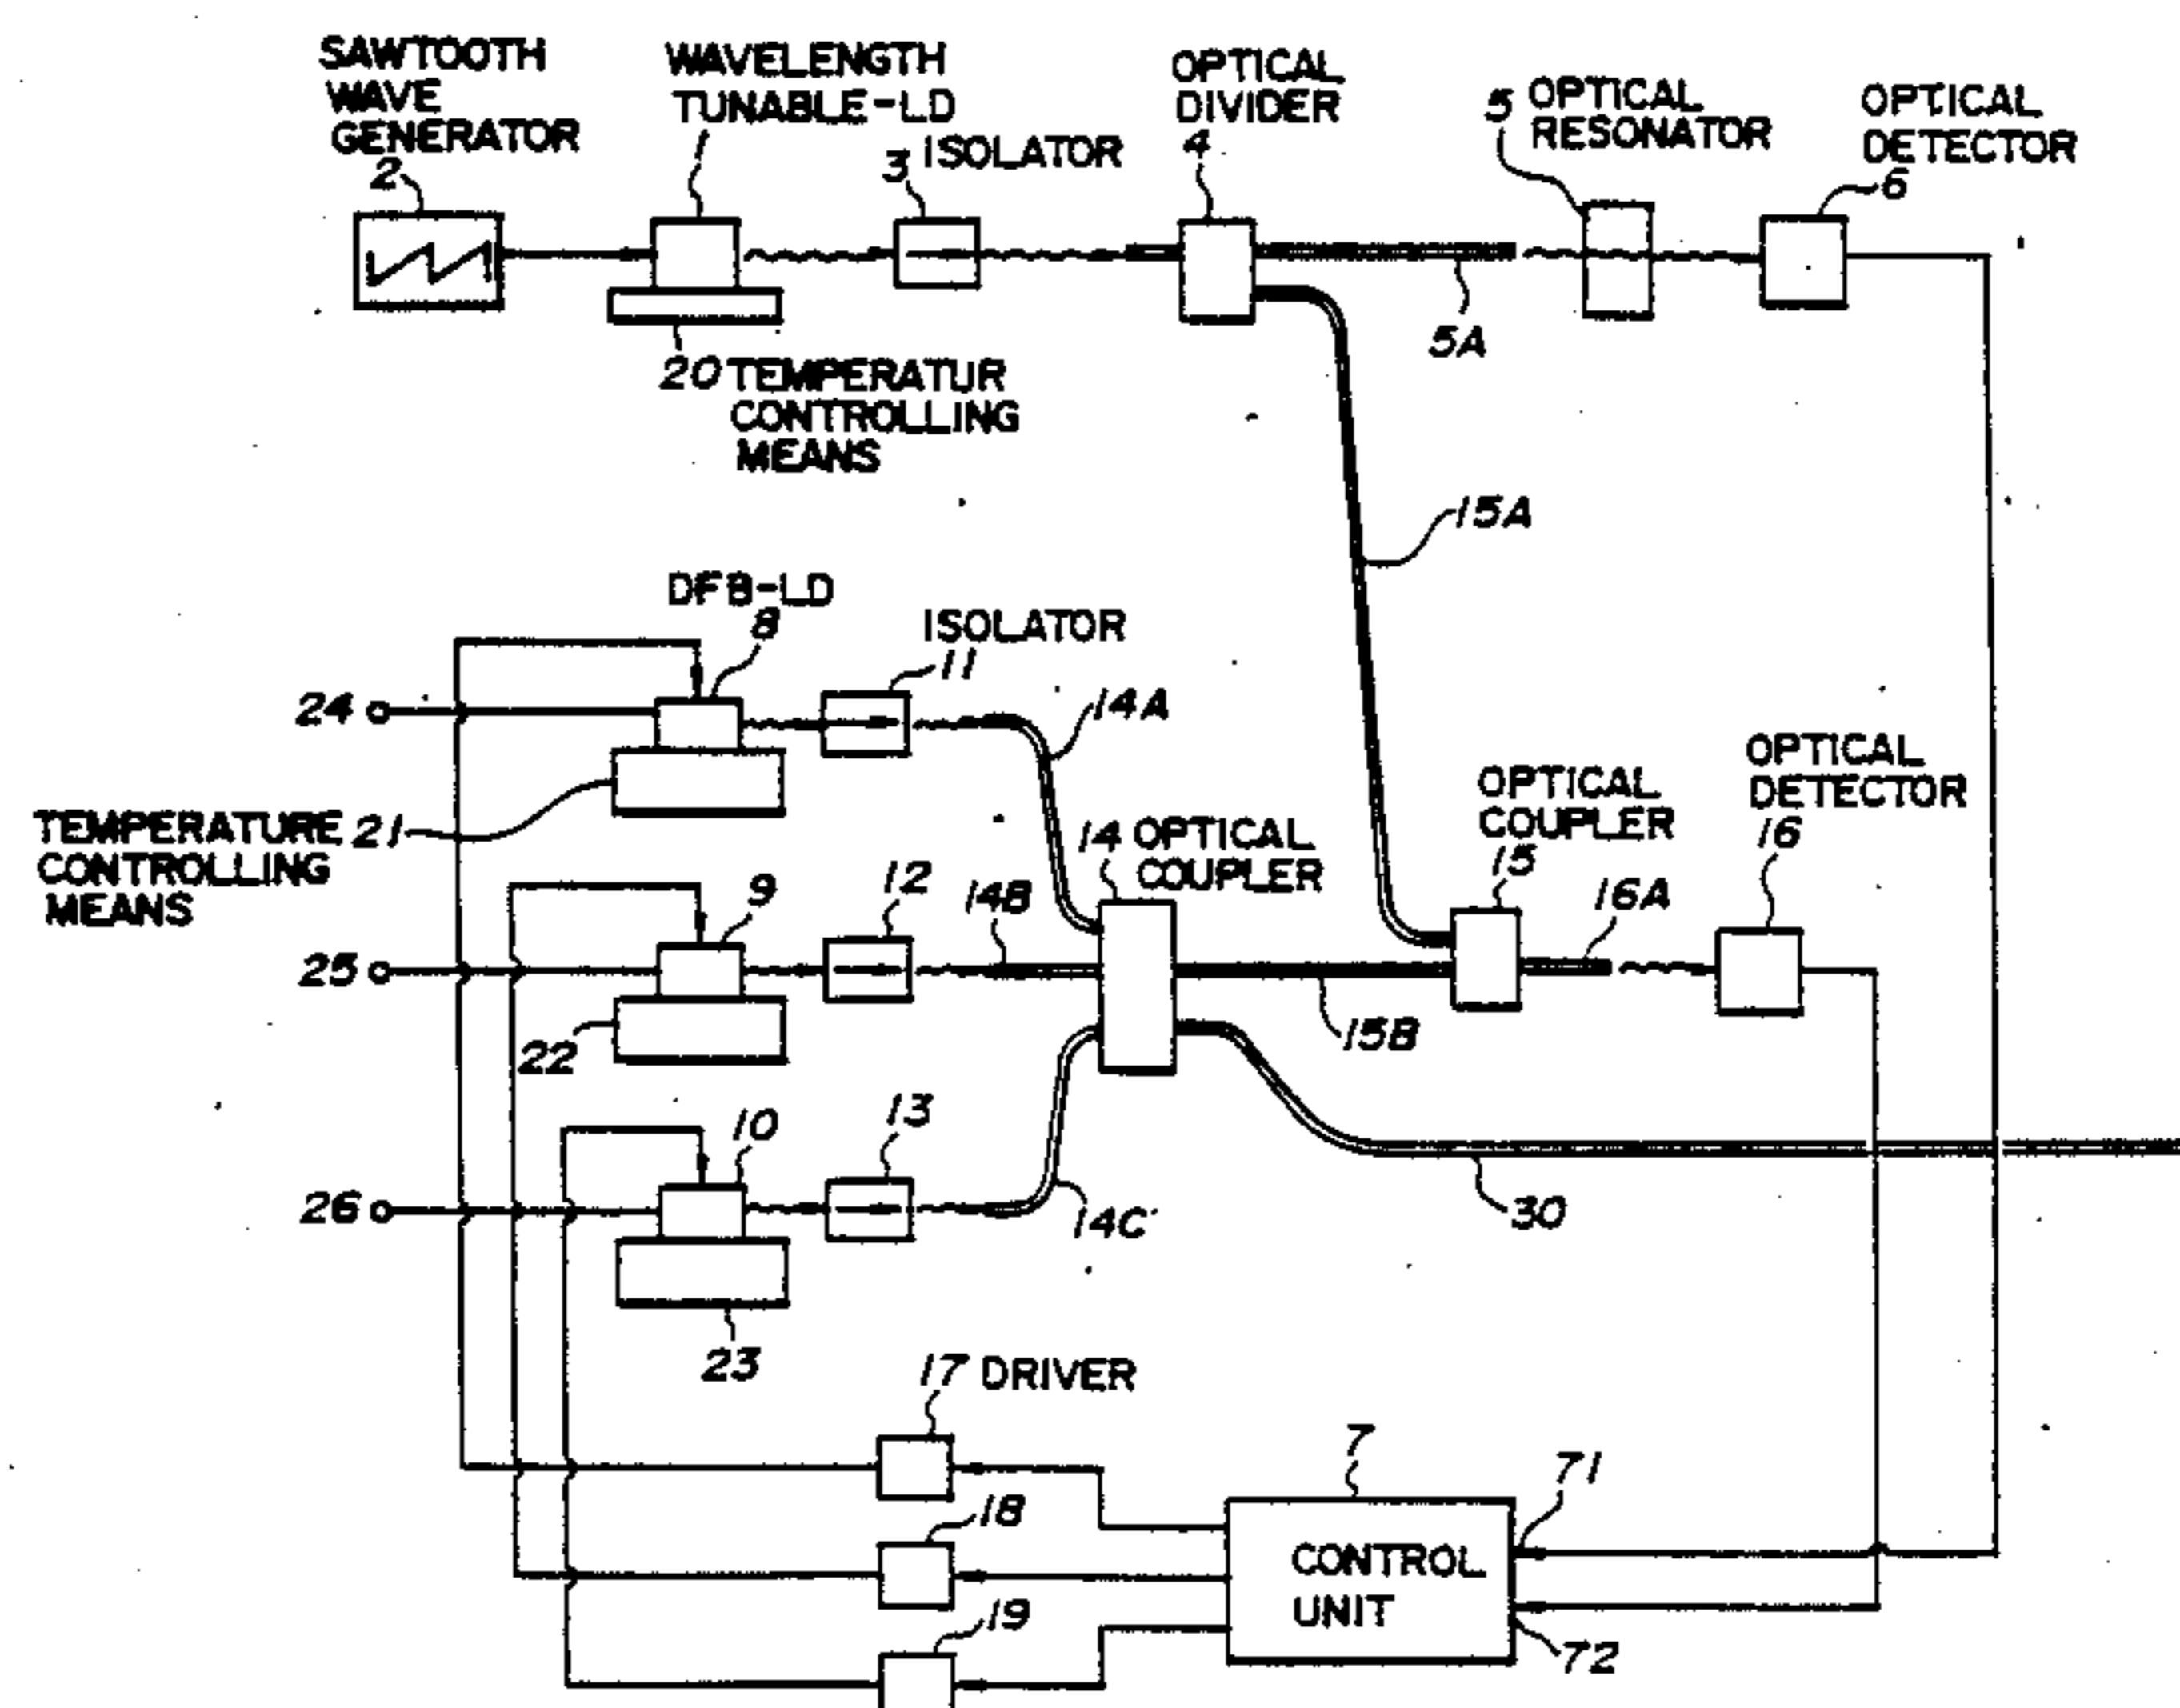 SAWTOOTH
WAVE
GENERATOR
2
WAVELENGTH
TUNABLE-LD
1
3 ISOLATOR
OPTICAL
DIVIDER
4
5 OPTICAL
RESONATOR
OPTICAL
DETECTOR
6
5A
20 TEMPERATUR
CONTROLLING
MEANS
15A
DFB-LD
8
ISOLATOR
11
24
14A
TEMPERATURE 21
CONTROLLING
MEANS
14 OPTICAL
COUPLER
OPTICAL
COUPLER
15
OPTICAL
DETECTOR
16
9
12
14B
16A
25
22
15B
10
13
26
14C
30
23
17 DRIVER
7
71
18
CONTROL
UNIT
19
72